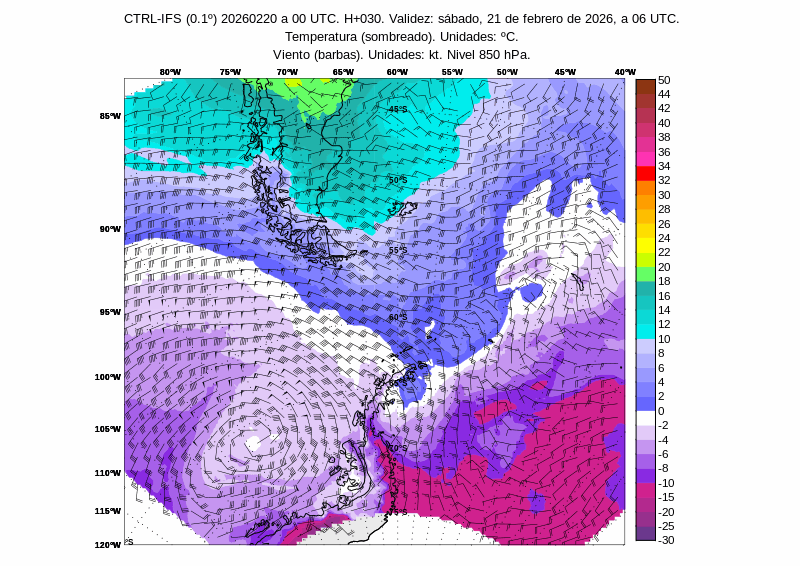 CTRL-IFS (0.1º) 20260220 a 00 UTC. H+030. Validez: sábado, 21 de febrero de 2026, a 06 UTC.
Temperatura (sombreado). Unidades: ºC.
Viento (barbas). Unidades: kt. Nivel 850 hPa.
80°W 75°W 70°W 65°W 60°W 55°W 50°W 45°W 40°W
50
44
42
40
38
36
34
32
30
28
26
24
22
20
18
16
14
12
10
8
6
4
2
0
-2
-4
-6
-8
-10
-15
-20
-25
-30
85°W
90°W
95°W
100°W
105°W
110°W
115°W
120°W
45°S
50°S
55°S
60°S
70°S
°S